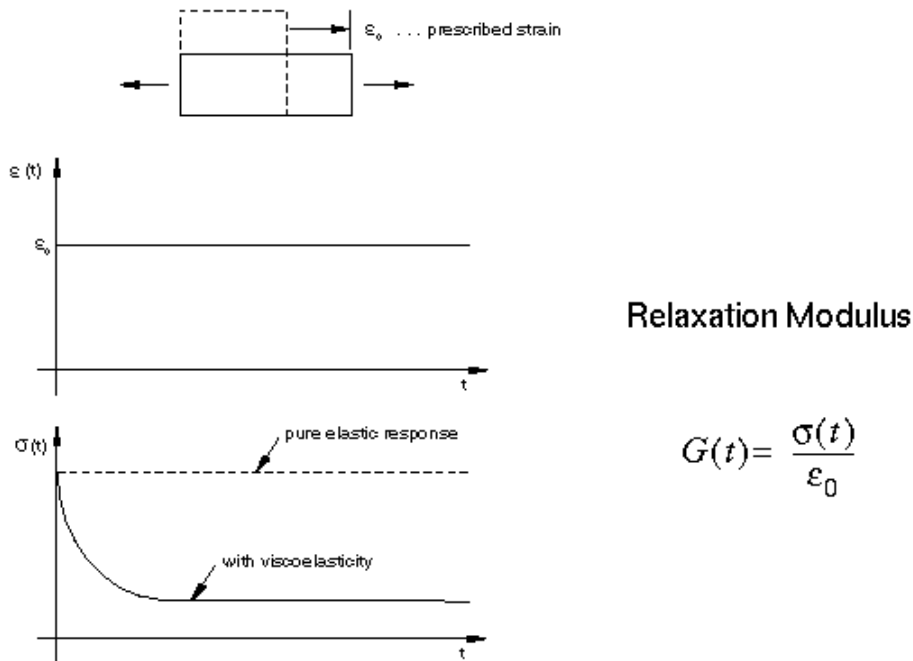 ε₀ ... prescribed strain
ε(t)
ε₀
t
Relaxation Modulus
σ(t)
pure elastic response
G(t)= σ(t)/ε₀
with viscoelasticity
t